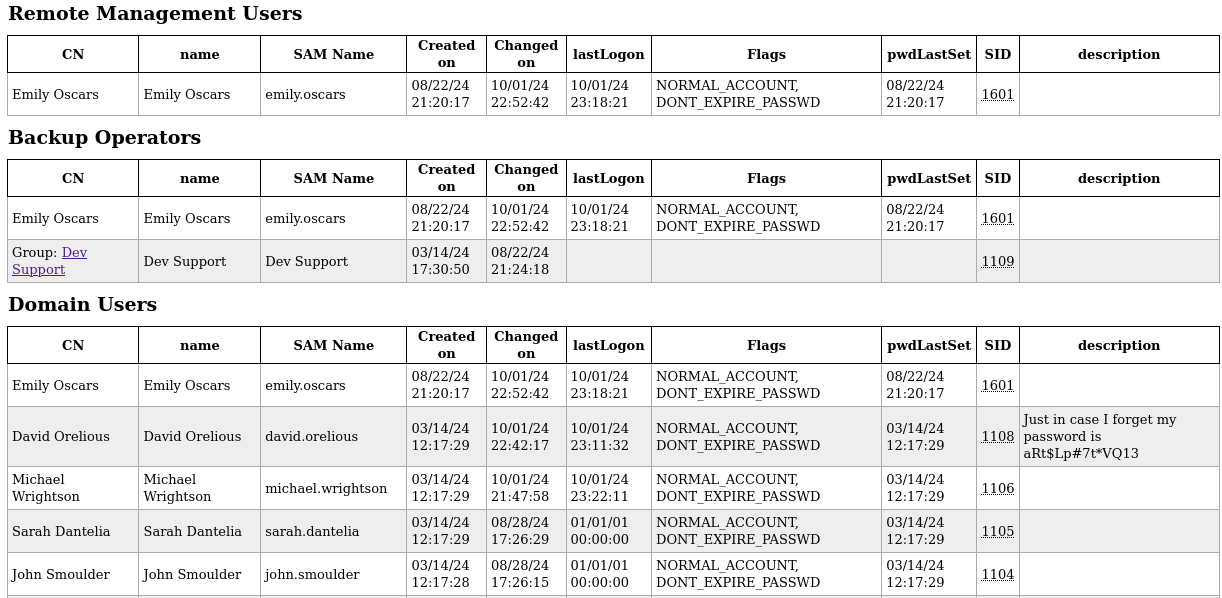 Remote Management Users
CN name SAM Name Created on Changed on lastLogon Flags pwdLastSet SID description
Emily Oscars Emily Oscars emily.oscars 08/22/24 21:20:17 10/01/24 22:52:42 10/01/24 23:18:21 NORMAL_ACCOUNT, DONT_EXPIRE_PASSWD 08/22/24 21:20:17 1601
Backup Operators
CN name SAM Name Created on Changed on lastLogon Flags pwdLastSet SID description
Emily Oscars Emily Oscars emily.oscars 08/22/24 21:20:17 10/01/24 22:52:42 10/01/24 23:18:21 NORMAL_ACCOUNT, DONT_EXPIRE_PASSWD 08/22/24 21:20:17 1601
Group: Dev Support Dev Support Dev Support 03/14/24 17:30:50 08/22/24 21:24:18 1109
Domain Users
CN name SAM Name Created on Changed on lastLogon Flags pwdLastSet SID description
Emily Oscars Emily Oscars emily.oscars 08/22/24 21:20:17 10/01/24 22:52:42 10/01/24 23:18:21 NORMAL_ACCOUNT, DONT_EXPIRE_PASSWD 08/22/24 21:20:17 1601
David Orelious David Orelious david.orelious 03/14/24 12:17:29 10/01/24 22:42:17 10/01/24 23:11:32 NORMAL_ACCOUNT, DONT_EXPIRE_PASSWD 03/14/24 12:17:29 1108 Just in case I forget my password is aRt$Lp#7t*VQ13
Michael Wrightson Michael Wrightson michael.wrightson 03/14/24 12:17:29 10/01/24 21:47:58 10/01/24 23:22:11 NORMAL_ACCOUNT, DONT_EXPIRE_PASSWD 03/14/24 12:17:29 1106
Sarah Dantelia Sarah Dantelia sarah.dantelia 03/14/24 12:17:29 08/28/24 17:26:29 01/01/01 00:00:00 NORMAL_ACCOUNT, DONT_EXPIRE_PASSWD 03/14/24 12:17:29 1105
John Smoulder John Smoulder john.smoulder 03/14/24 12:17:28 08/28/24 17:26:15 01/01/01 00:00:00 NORMAL_ACCOUNT, DONT_EXPIRE_PASSWD 03/14/24 12:17:29 1104